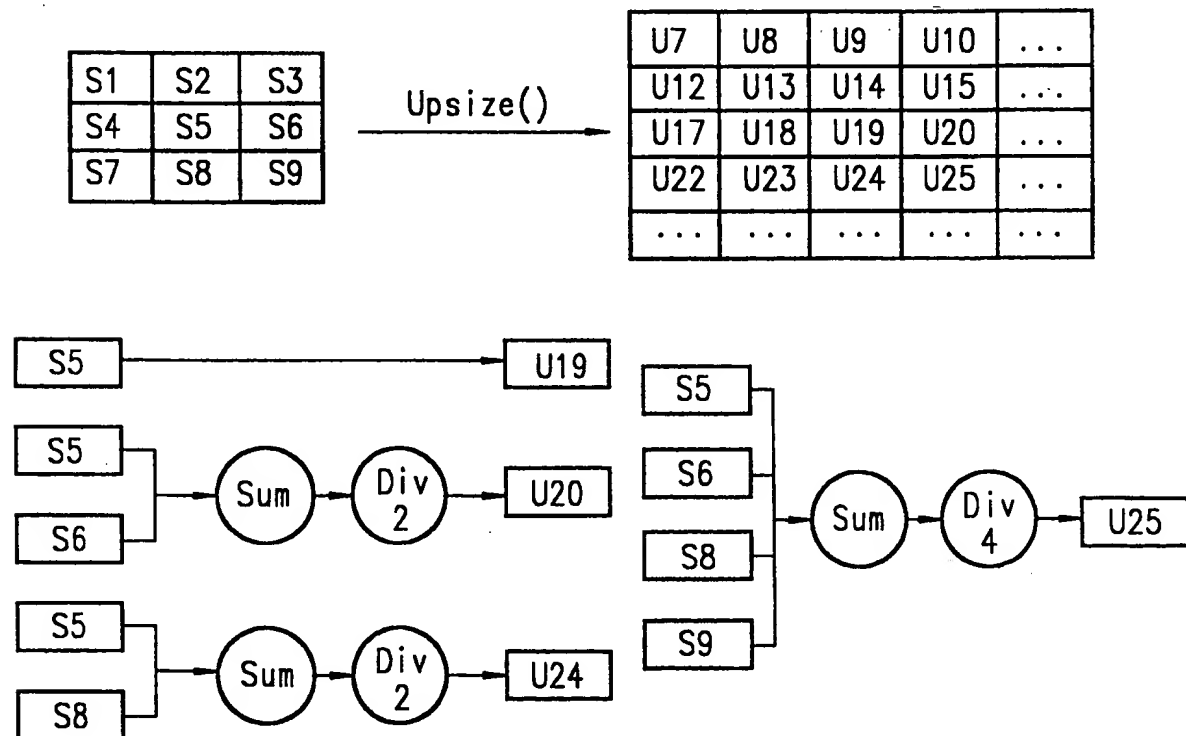 U7 U8 U9 U10 ...
S1 S2 S3
U12 U13 U14 U15 ...
Upsize()
S4 S5 S6
U17 U18 U19 U20 ...
S7 S8 S9
U22 U23 U24 U25 ...
... ... ... ... ...
S5 U19
S5
S6
Sum
Div 2
U20
S5
S8
Sum
Div 2
U24
S5
S6
S8
S9
Sum
Div 4
U25